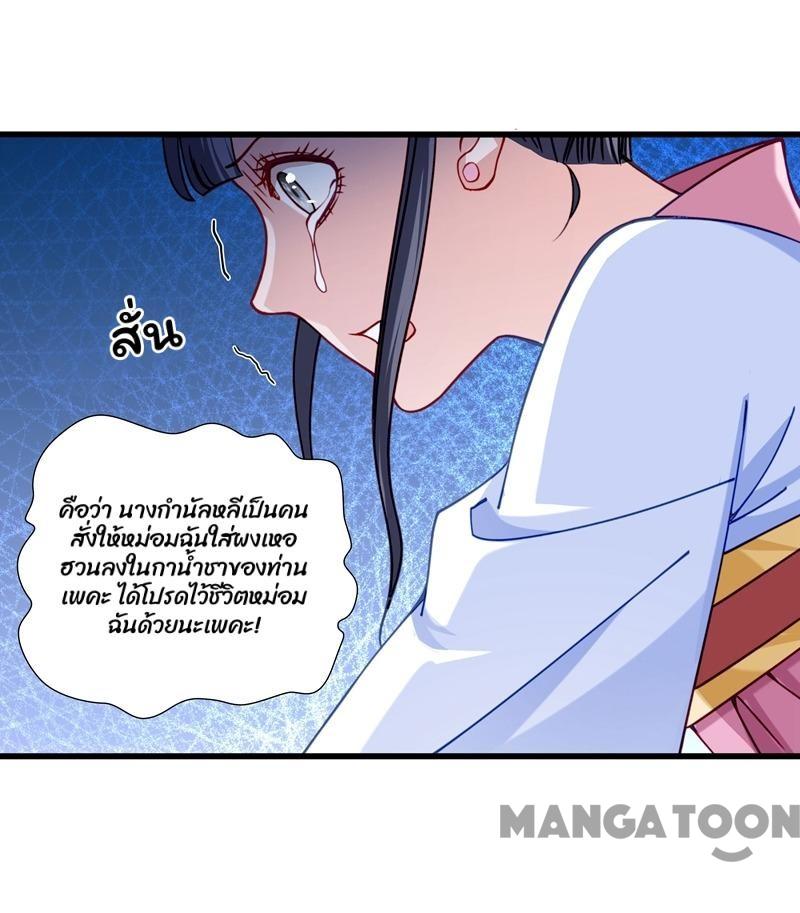 สั่น
คือว่า นางกำนัลหลีเป็นคน
สั่งให้หม่อมฉันใส่ผงเหอ
ฮวนลงในกาน้ำชาของท่าน
เพคะ ได้โปรดไว้ชีวิตหม่อม
ฉันด้วยนะเพคะ!
MANGATOON